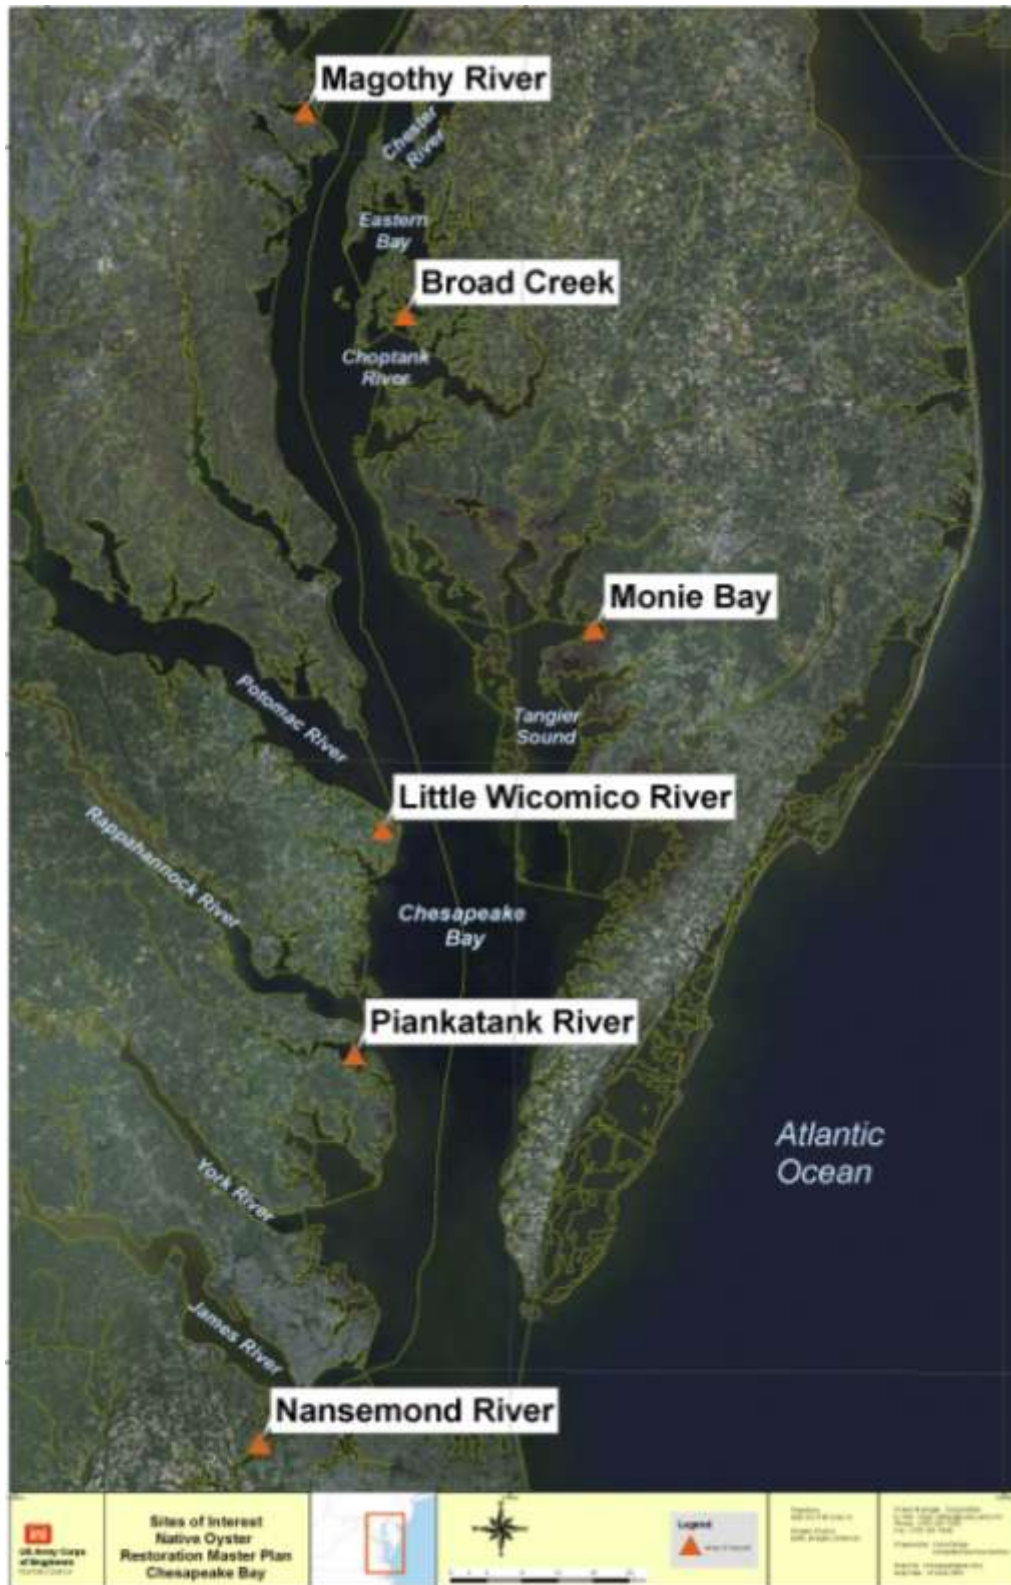 Magothy River
Chester
River
Eastern
Bay
Broad Creek
Choptank
River
Monie Bay
Potomac River
Tangier
Sound
Little Wicomico River
Rappahannock River
Chesapeake
Bay
Piankatank River
Atlantic
Ocean
York River
James River
Nansemond River
US Army Corps
of Engineers
Sites of Interest
Native Oyster
Restoration Master Plan
Chesapeake Bay
Legend